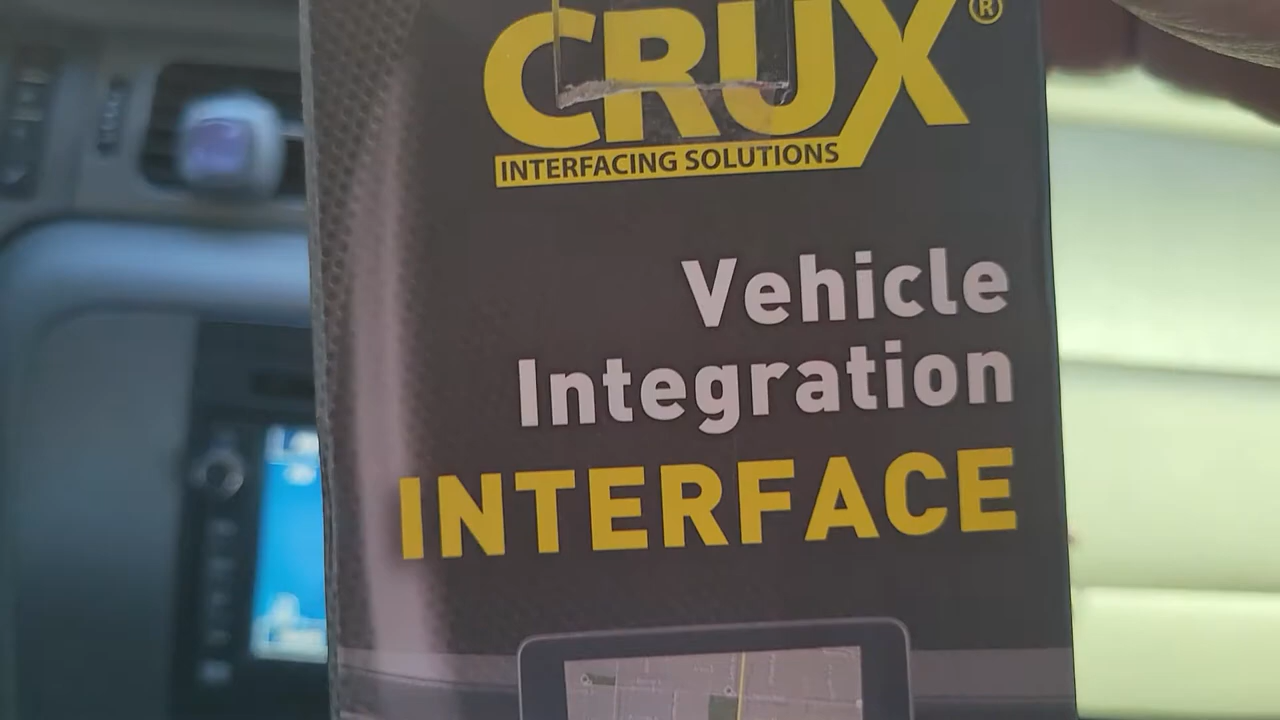 CRUX®
INTERFACING SOLUTIONS
Vehicle
Integration
INTERFACE